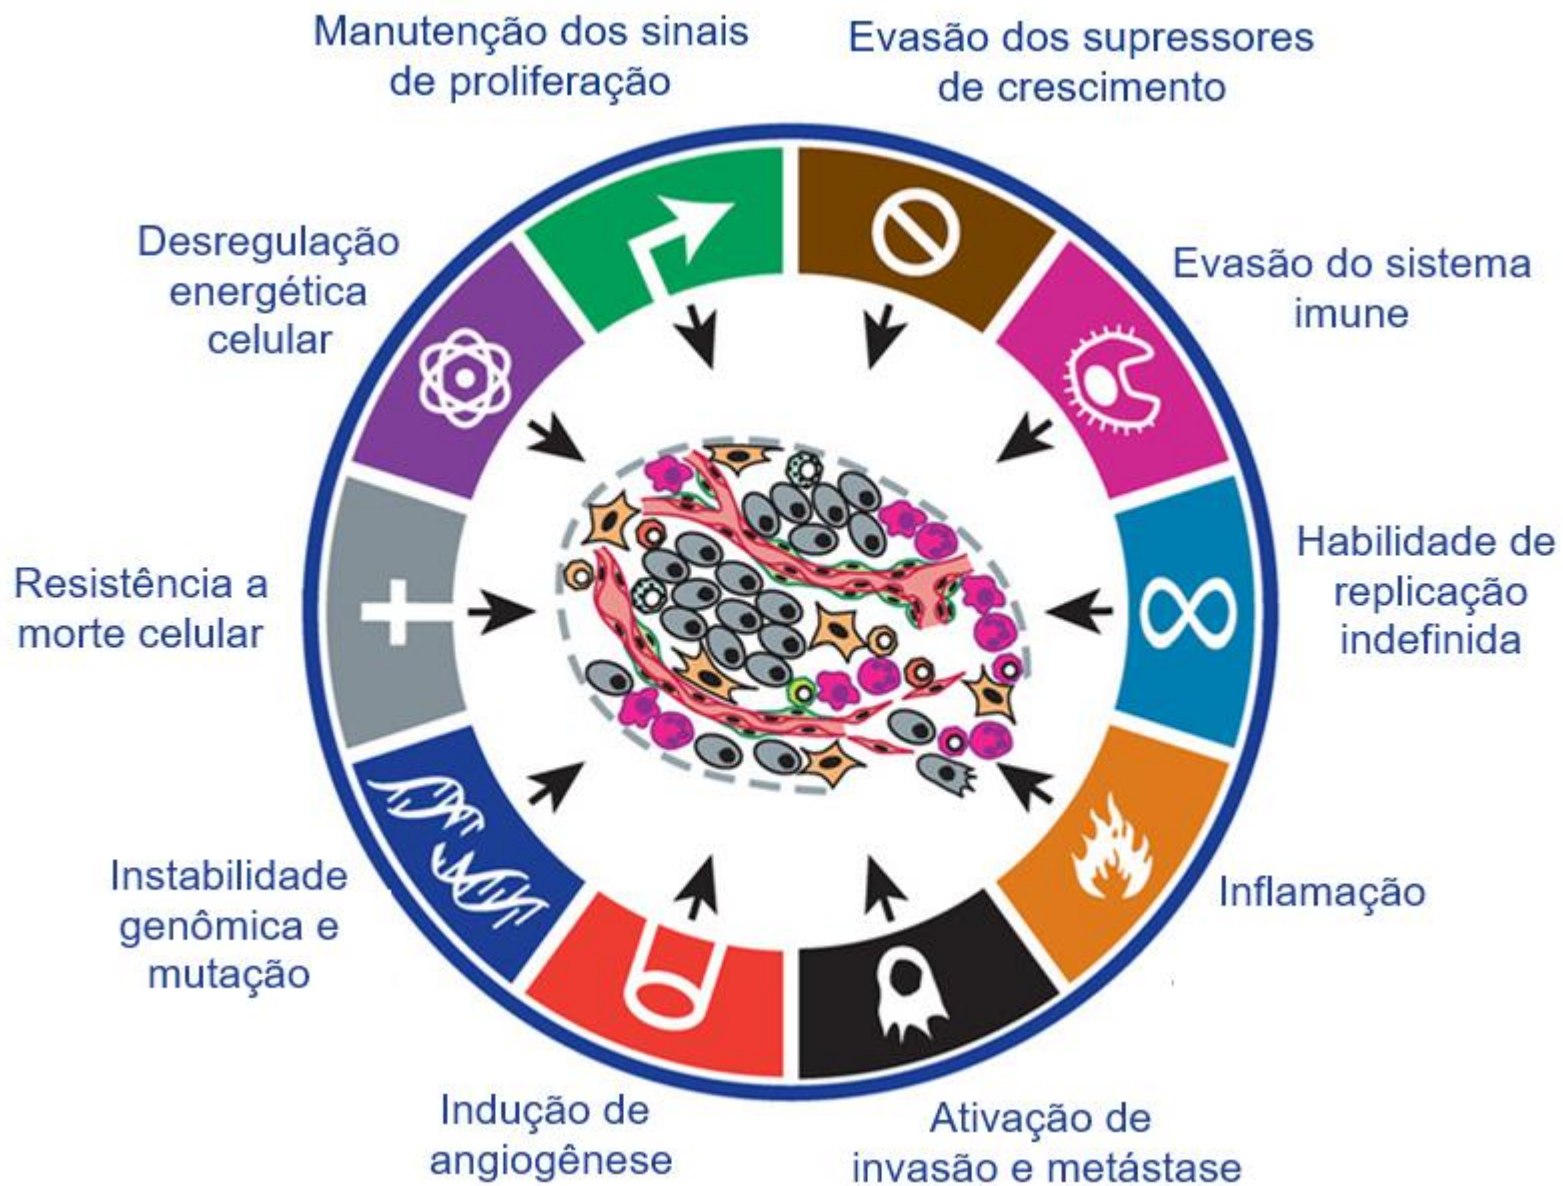 Manutenção dos sinais
de proliferação
Evasão dos supressores
de crescimento
Desregulação
energética
celular
Evasão do sistema
imune
Resistência a
morte celular
Habilidade de
replicação
indefinida
Instabilidade
genômica e
mutação
Inflamação
Indução de
angiogênese
Ativação de
invasão e metástase